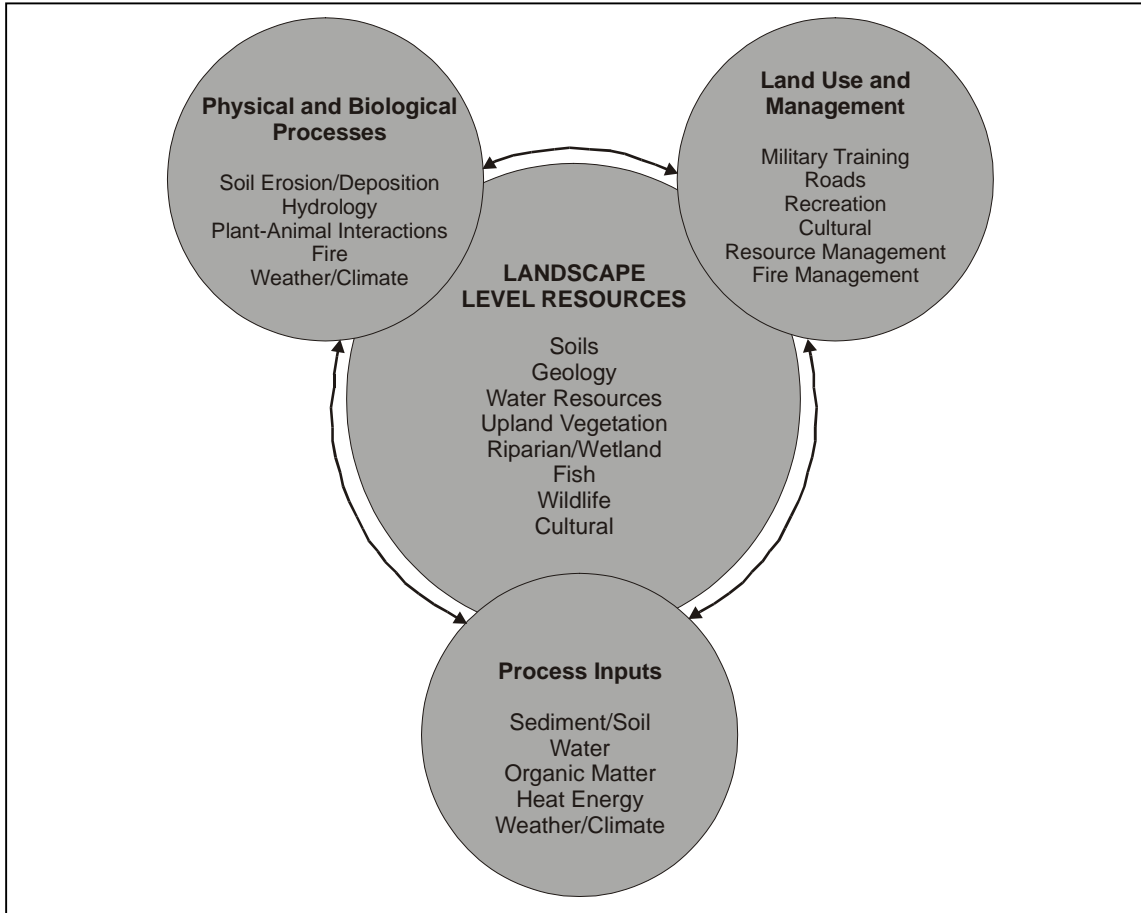 Physical and Biological
Processes
Soil Erosion/Deposition
Hydrology
Plant-Animal Interactions
Fire
Weather/Climate
Land Use and
Management
Military Training
Roads
Recreation
Cultural
Resource Management
Fire Management
LANDSCAPE
LEVEL RESOURCES
Soils
Geology
Water Resources
Upland Vegetation
Riparian/Wetland
Fish
Wildlife
Cultural
Process Inputs
Sediment/Soil
Water
Organic Matter
Heat Energy
Weather/Climate